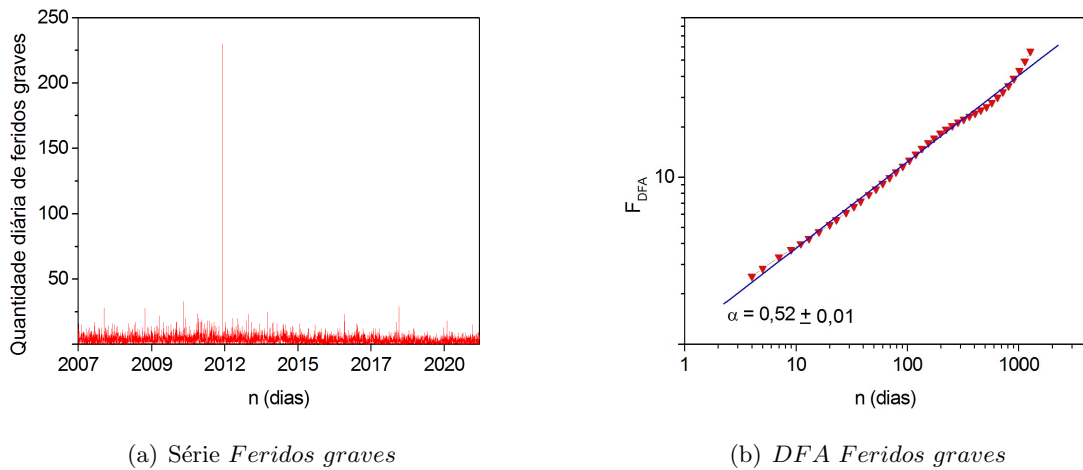 250
200
150
100
50
Quantidade diária de feridos graves
2007
2009
2012
2014
2017
2020
n (dias)
(a) Série Feridos graves
10
F_DFA
α = 0,52 ± 0,01
1
10
100
1000
n (dias)
(b) DFA Feridos graves